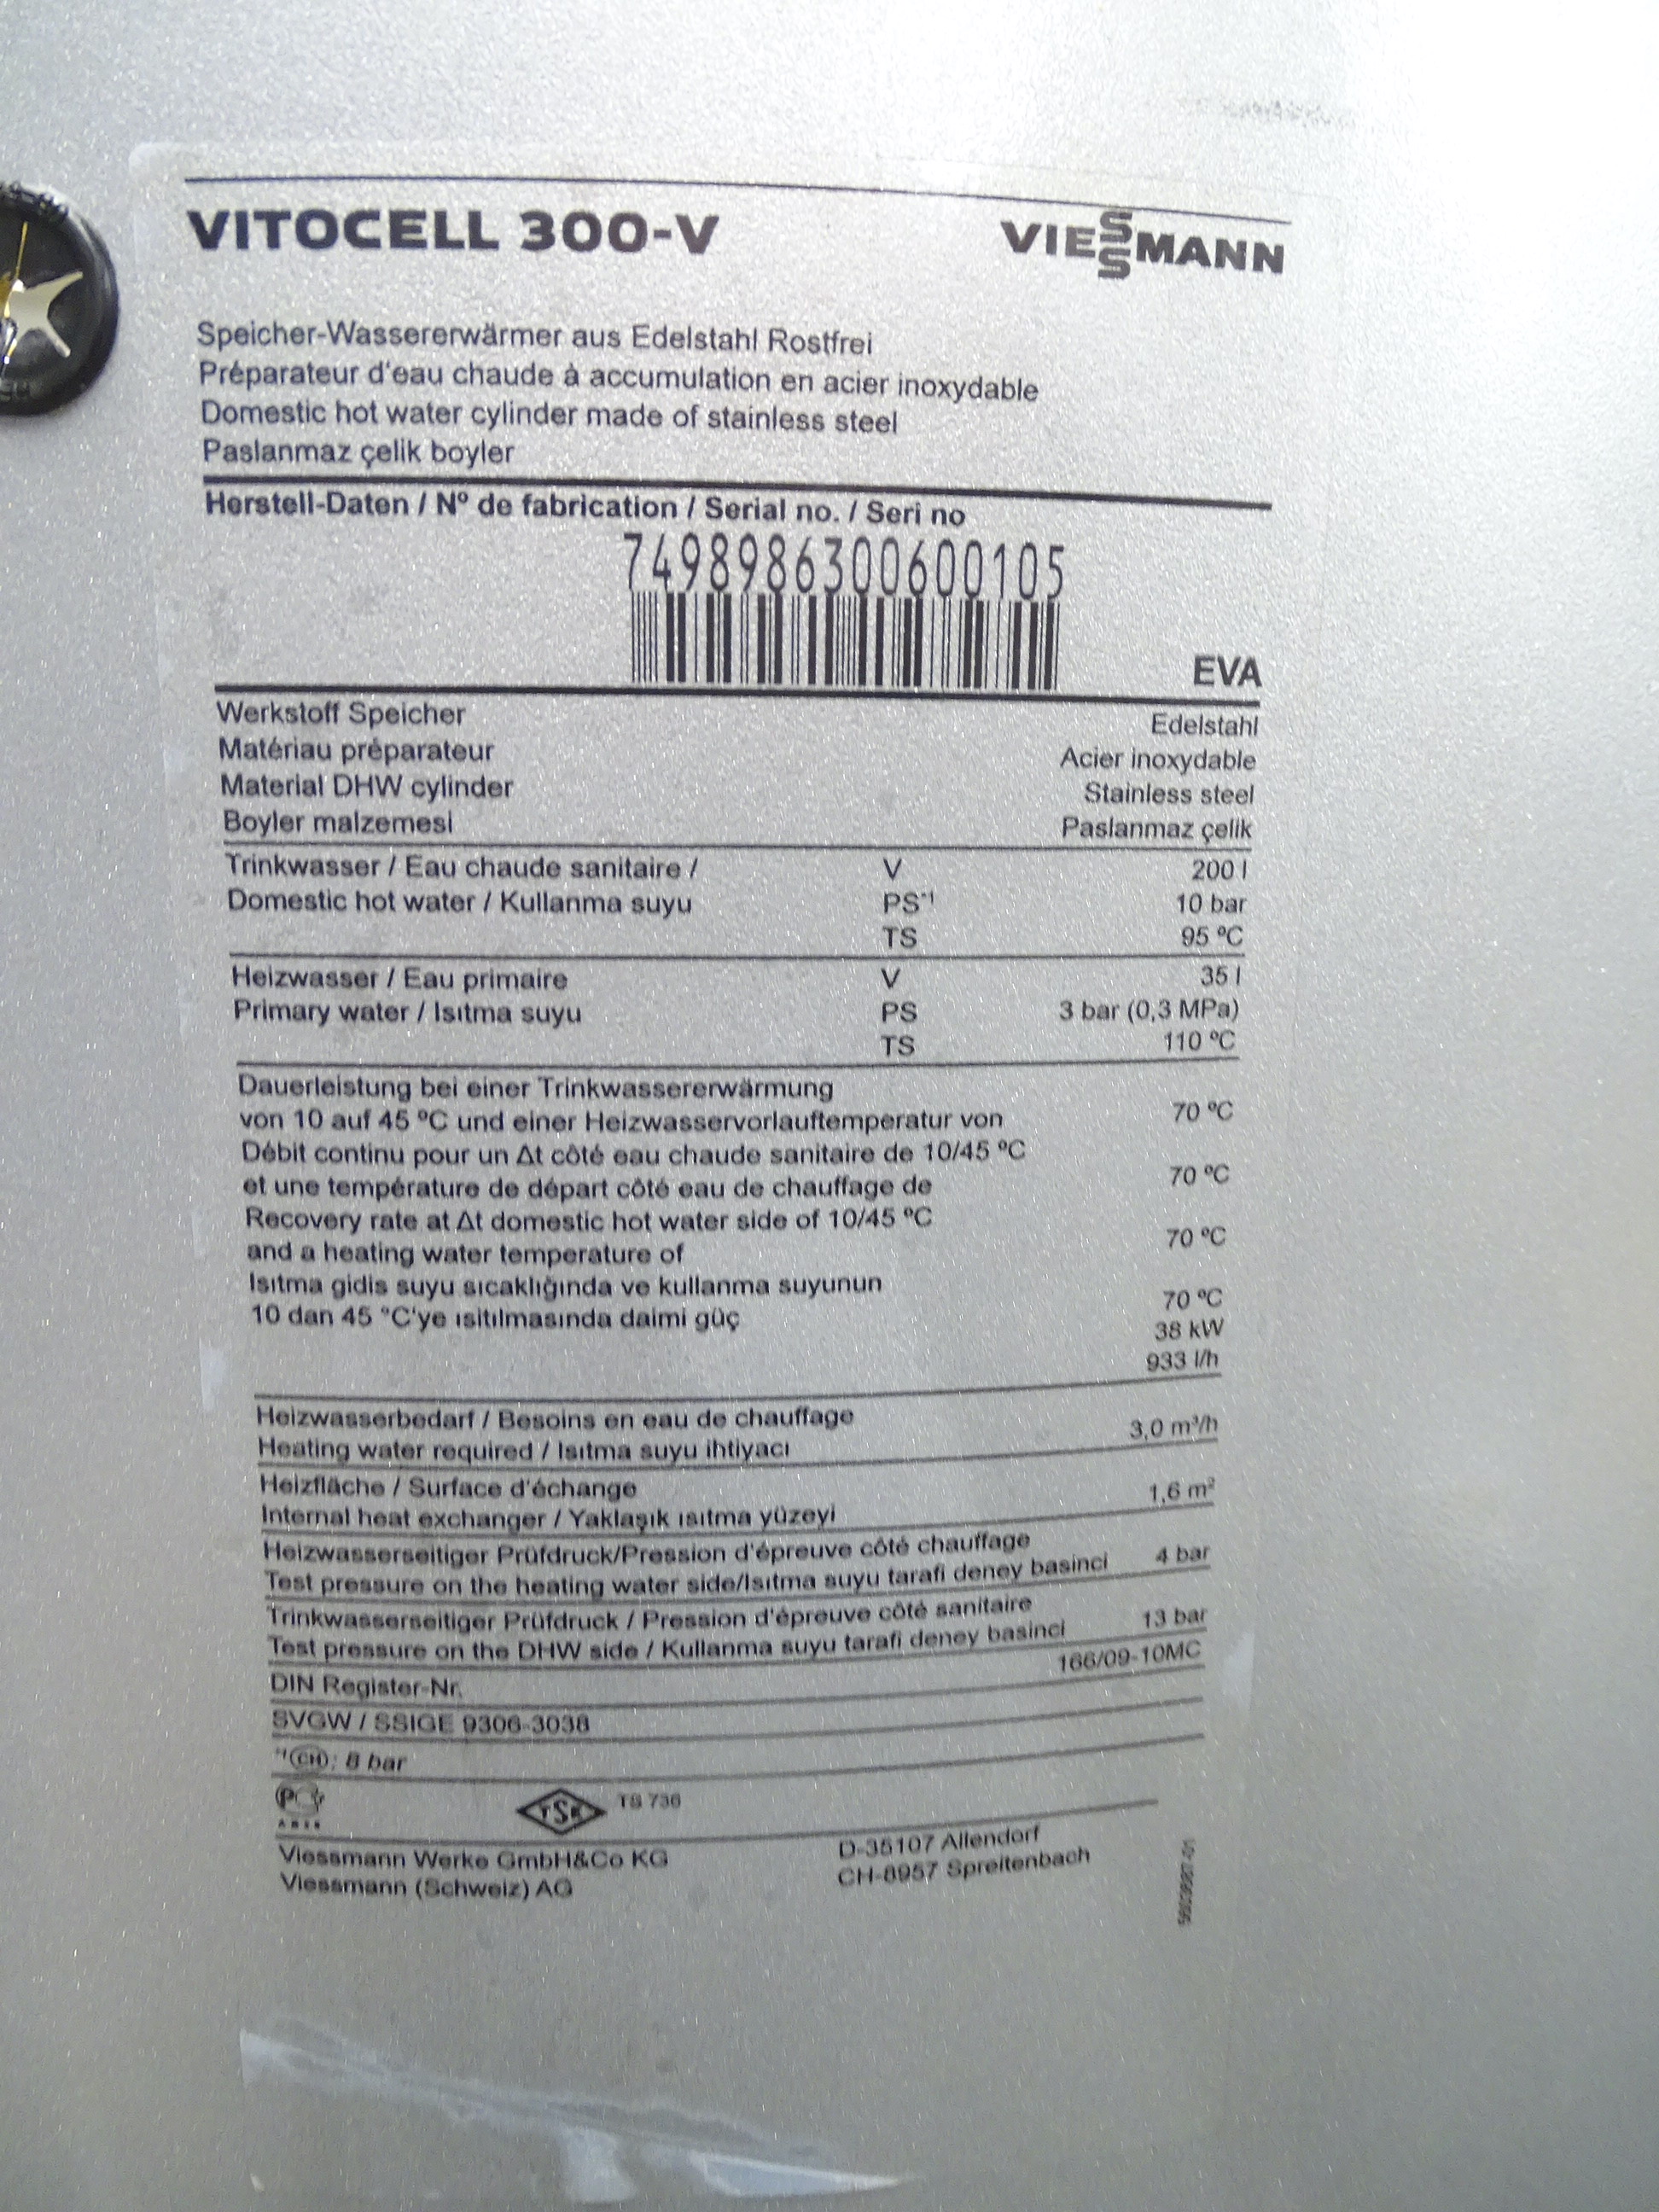 VITOCELL 300-V
VIESSMANN
Speicher-Wassererwärmer aus Edelstahl Rostfrei
Préparateur d'eau chaude à accumulation en acier inoxydable
Domestic hot water cylinder made of stainless steel
Paslanmaz çelik boyler
Herstell-Daten / Nº de fabrication / Serial no. / Seri no
7498986300600105
EVA
Werkstoff Speicher Edelstahl
Matériau préparateur Acier inoxydable
Material DHW cylinder Stainless steel
Boyler malzemesi Paslanmaz çelik
Trinkwasser / Eau chaude sanitaire / V 200 l
Domestic hot water / Kullanma suyu PS*¹ 10 bar
TS 95 ºC
Heizwasser / Eau primaire V 35 l
Primary water / Isıtma suyu PS 3 bar (0,3 MPa)
TS 110 ºC
Dauerleistung bei einer Trinkwassererwärmung
von 10 auf 45 ºC und einer Heizwasservorlauftemperatur von 70 ºC
Débit continu pour un Δt côté eau chaude sanitaire de 10/45 ºC
et une température de départ côté eau de chauffage de 70 ºC
Recovery rate at Δt domestic hot water side of 10/45 ºC
and a heating water temperature of 70 ºC
Isıtma gidis suyu sıcaklığında ve kullanma suyunun
10 dan 45 °C'ye ısitılmasında daimi güç 70 ºC
38 kW
933 l/h
Heizwasserbedarf / Besoins en eau de chauffage
Heating water required / Isıtma suyu ihtiyacı 3,0 m³/h
Heizfläche / Surface d'échange
Internal heat exchanger / Yaklaşık ısıtma yüzeyi 1,6 m²
Heizwasserseitiger Prüfdruck/Pression d'épreuve côté chauffage
Test pressure on the heating water side/Isıtma suyu tarafi deney basinci 4 bar
Trinkwasserseitiger Prüfdruck / Pression d'épreuve côté sanitaire
Test pressure on the DHW side / Kullanma suyu tarafi deney basinci 13 bar
DIN Register-Nr. 166/09-10MC
SVGW / SSIGE 9306-3038
*¹ CH: 8 bar
TSE TS 736
Viessmann Werke GmbH&Co KG D-35107 Allendorf
Viessmann (Schweiz) AG CH-8957 Spreitenbach